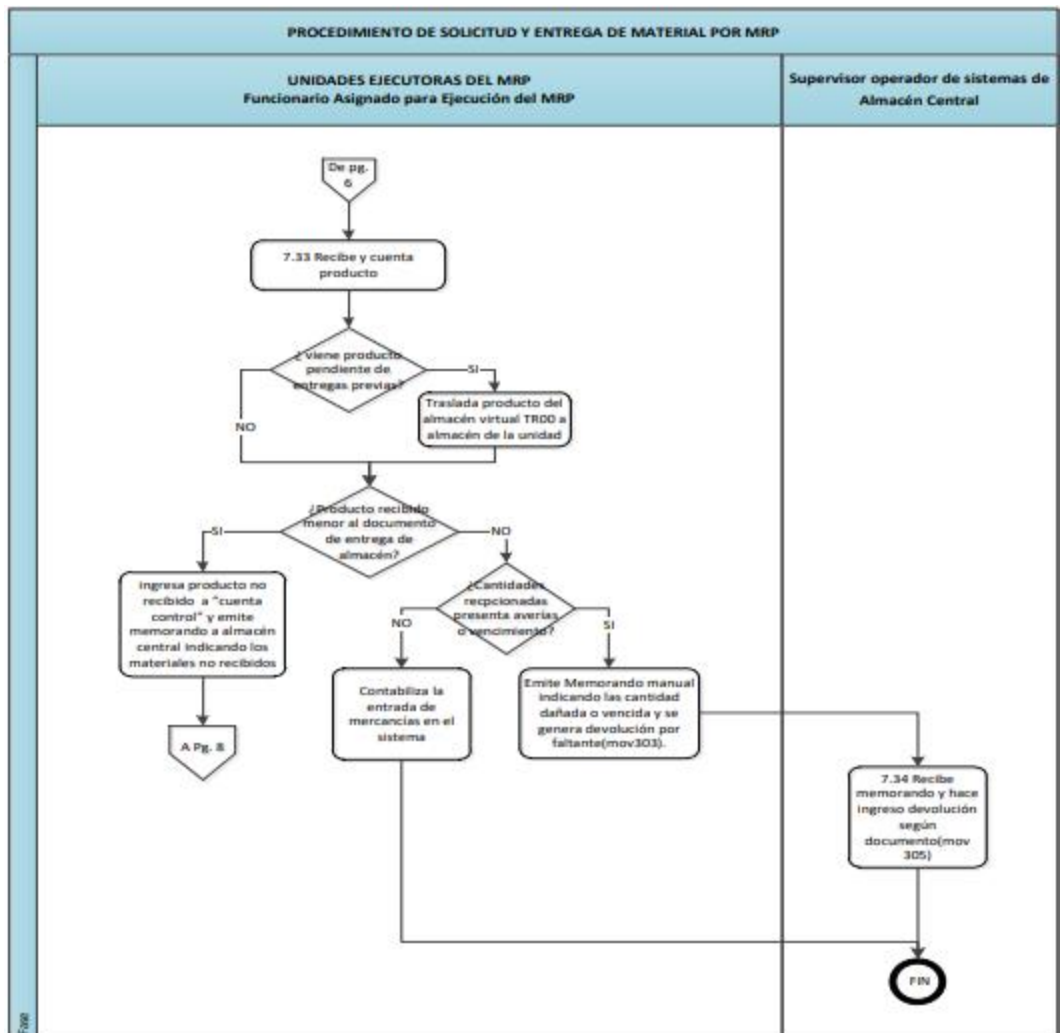 PROCEDIMIENTO DE SOLICITUD Y ENTREGA DE MATERIAL POR MRP
UNIDADES EJECUTORAS DEL MRP
Funcionario Asignado para Ejecución del MRP
Supervisor operador de sistemas de
Almacén Central
De pg.
6
7.33 Recibe y cuenta
producto
¿ viene producto
pendiente de
entregas previas?
SI
NO
Traslada producto del
almacén virtual TR00 a
almacén de la unidad
¿Producto recibido
menor al documento
de entrega de
almacén?
SI
NO
ingresa producto no
recibido a "cuenta
control" y emite
memorando a almacén
central indicando los
materiales no recibidos
A Pg. 8
¿Cantidades
recpcionadas
presenta averías
o vencimiento?
NO
SI
Contabiliza la
entrada de
mercancías en el
sistema
Emite Memorando manual
indicando las cantidad
dañada o vencida y se
genera devolución por
faltante(mov303).
7.34 Recibe
memorando y hace
ingreso devolución
según
documento(mov
305)
FIN
Fase